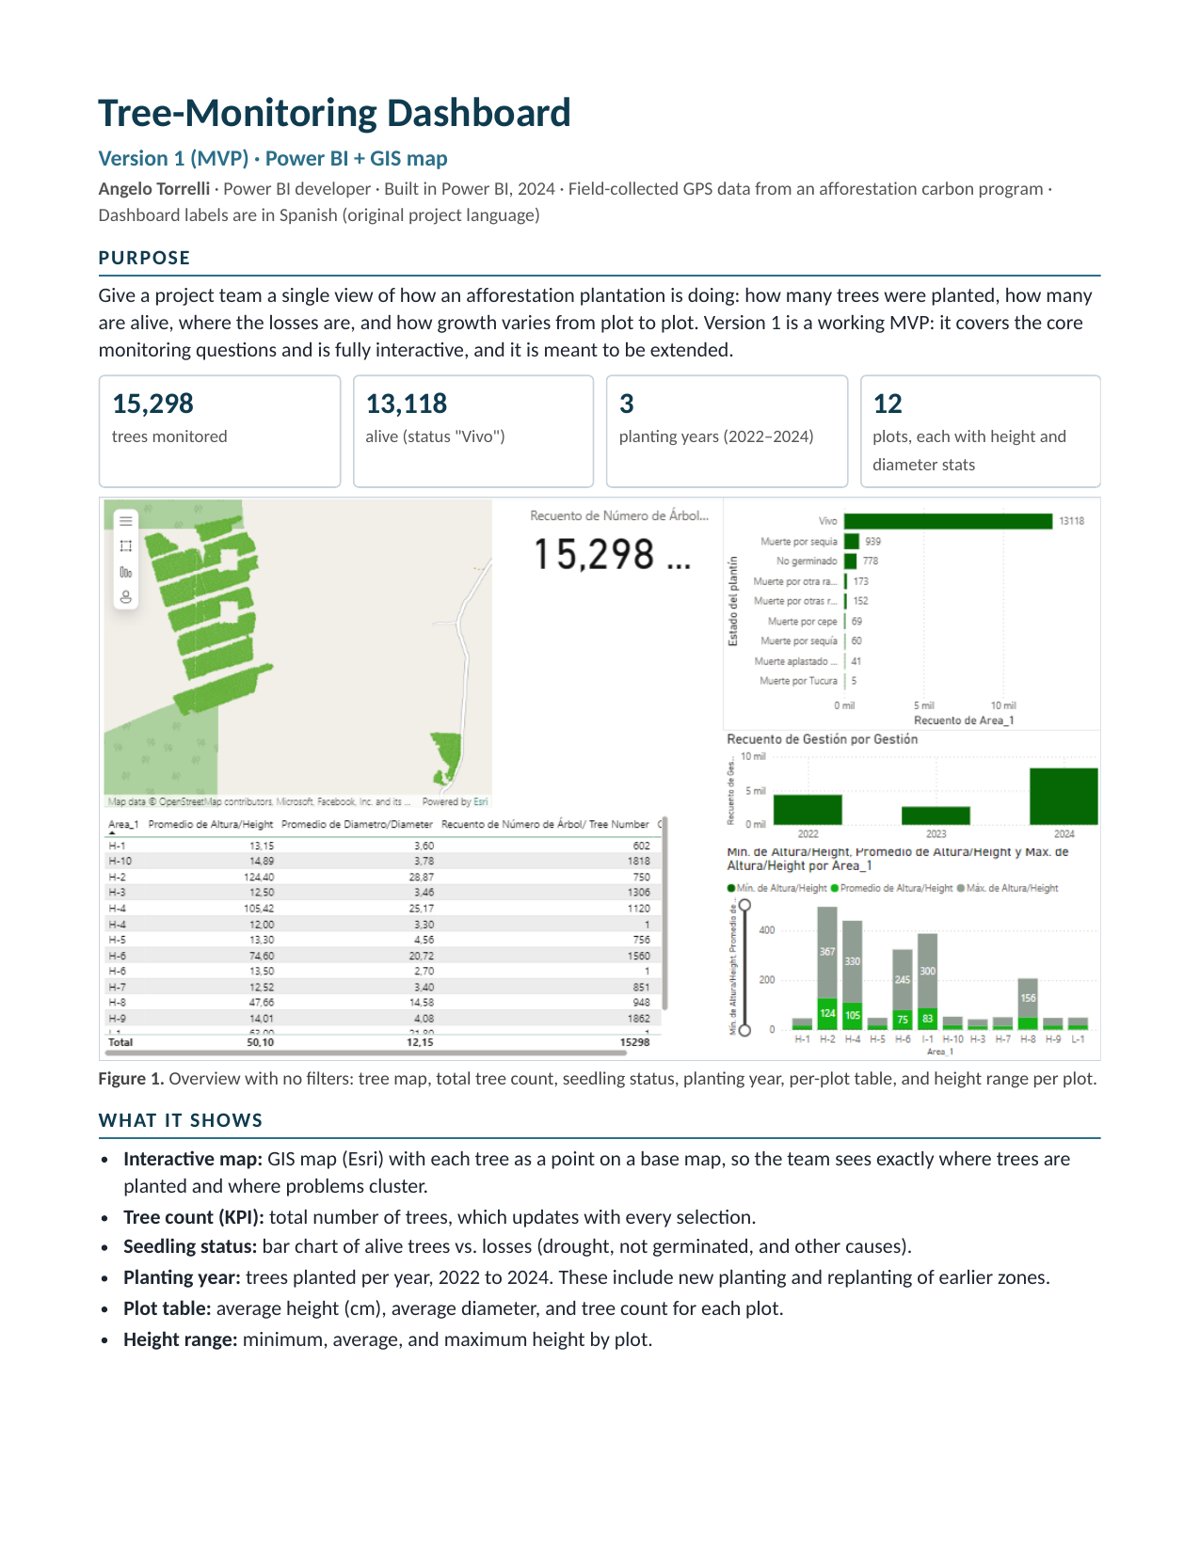 Tree-Monitoring Dashboard
Version 1 (MVP) · Power BI + GIS map
Angelo Torrelli · Power BI developer · Built in Power BI, 2024 · Field-collected GPS data from an afforestation carbon program ·
Dashboard labels are in Spanish (original project language)
PURPOSE
Give a project team a single view of how an afforestation plantation is doing: how many trees were planted, how many
are alive, where the losses are, and how growth varies from plot to plot. Version 1 is a working MVP: it covers the core
monitoring questions and is fully interactive, and it is meant to be extended.
15,298
trees monitored
13,118
alive (status "Vivo")
3
planting years (2022–2024)
12
plots, each with height and
diameter stats
Map data © OpenStreetMap contributors, Microsoft, Facebook, Inc. and its ... Powered by Esri
Recuento de Número de Árbol...
15,298 ...
Estado del plantín
Vivo 13118
Muerte por sequia 939
No germinado 778
Muerte por otra ra... 173
Muerte por otras r... 152
Muerte por cepe 69
Muerte por sequía 60
Muerte aplastado ... 41
Muerte por Tucura 5
0 mil 5 mil 10 mil
Recuento de Area_1
Recuento de Gestión por Gestión
Recuento de Ges...
10 mil
5 mil
0 mil
2022 2023 2024
Area_1 Promedio de Altura/Height Promedio de Diametro/Diameter Recuento de Número de Árbol/ Tree Number
H-1 13,15 3,60 602
H-10 14,89 3,78 1818
H-2 124,40 28,87 750
H-3 12,50 3,46 1306
H-4 105,42 25,17 1120
H-4 12,00 3,30 1
H-5 13,30 4,56 756
H-6 74,60 20,72 1560
H-6 13,50 2,70 1
H-7 12,52 3,40 851
H-8 47,66 14,58 948
H-9 14,01 4,08 1862
Total 50,10 12,15 15298
Mín. de Altura/Height, Promedio de Altura/Height y Máx. de
Altura/Height por Area_1
Mín. de Altura/Height Promedio de Altura/Height Máx. de Altura/Height
Mín. de Altura/Height, Promedio de ...
400
200
0
367 330 245 300 156
124 105 75 83
H-1 H-2 H-4 H-5 H-6 I-1 H-10 H-3 H-7 H-8 H-9 L-1
Area_1
Figure 1. Overview with no filters: tree map, total tree count, seedling status, planting year, per-plot table, and height range per plot.
WHAT IT SHOWS
• Interactive map: GIS map (Esri) with each tree as a point on a base map, so the team sees exactly where trees are
planted and where problems cluster.
• Tree count (KPI): total number of trees, which updates with every selection.
• Seedling status: bar chart of alive trees vs. losses (drought, not germinated, and other causes).
• Planting year: trees planted per year, 2022 to 2024. These include new planting and replanting of earlier zones.
• Plot table: average height (cm), average diameter, and tree count for each plot.
• Height range: minimum, average, and maximum height by plot.